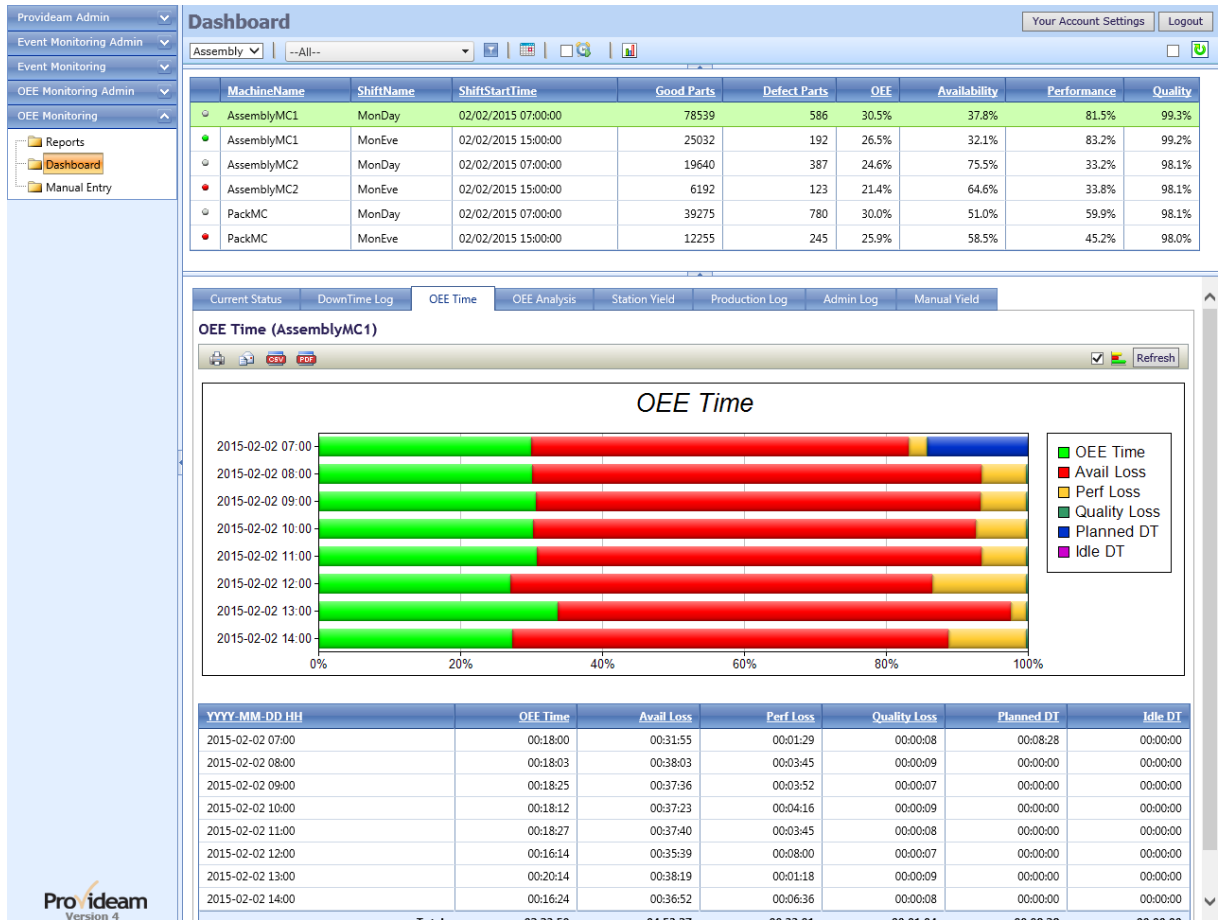 Provideam Admin
Event Monitoring Admin
Event Monitoring
OEE Monitoring Admin
OEE Monitoring
Reports
Dashboard
Manual Entry
Provideam
Version 4
Dashboard
Your Account Settings Logout
Assembly --All--
MachineName ShiftName ShiftStartTime Good Parts Defect Parts OEE Availability Performance Quality
AssemblyMC1 MonDay 02/02/2015 07:00:00 78539 586 30.5% 37.8% 81.5% 99.3%
AssemblyMC1 MonEve 02/02/2015 15:00:00 25032 192 26.5% 32.1% 83.2% 99.2%
AssemblyMC2 MonDay 02/02/2015 07:00:00 19640 387 24.6% 75.5% 33.2% 98.1%
AssemblyMC2 MonEve 02/02/2015 15:00:00 6192 123 21.4% 64.6% 33.8% 98.1%
PackMC MonDay 02/02/2015 07:00:00 39275 780 30.0% 51.0% 59.9% 98.1%
PackMC MonEve 02/02/2015 15:00:00 12255 245 25.9% 58.5% 45.2% 98.0%
Current Status DownTime Log OEE Time OEE Analysis Station Yield Production Log Admin Log Manual Yield
OEE Time (AssemblyMC1)
CSV PDF Refresh
OEE Time
2015-02-02 07:00
2015-02-02 08:00
2015-02-02 09:00
2015-02-02 10:00
2015-02-02 11:00
2015-02-02 12:00
2015-02-02 13:00
2015-02-02 14:00
0% 20% 40% 60% 80% 100%
OEE Time
Avail Loss
Perf Loss
Quality Loss
Planned DT
Idle DT
YYYY-MM-DD HH OEE Time Avail Loss Perf Loss Quality Loss Planned DT Idle DT
2015-02-02 07:00 00:18:00 00:31:55 00:01:29 00:00:08 00:08:28 00:00:00
2015-02-02 08:00 00:18:03 00:38:03 00:03:45 00:00:09 00:00:00 00:00:00
2015-02-02 09:00 00:18:25 00:37:36 00:03:52 00:00:07 00:00:00 00:00:00
2015-02-02 10:00 00:18:12 00:37:23 00:04:16 00:00:09 00:00:00 00:00:00
2015-02-02 11:00 00:18:27 00:37:40 00:03:45 00:00:08 00:00:00 00:00:00
2015-02-02 12:00 00:16:14 00:35:39 00:08:00 00:00:07 00:00:00 00:00:00
2015-02-02 13:00 00:20:14 00:38:19 00:01:18 00:00:09 00:00:00 00:00:00
2015-02-02 14:00 00:16:24 00:36:52 00:06:36 00:00:08 00:00:00 00:00:00